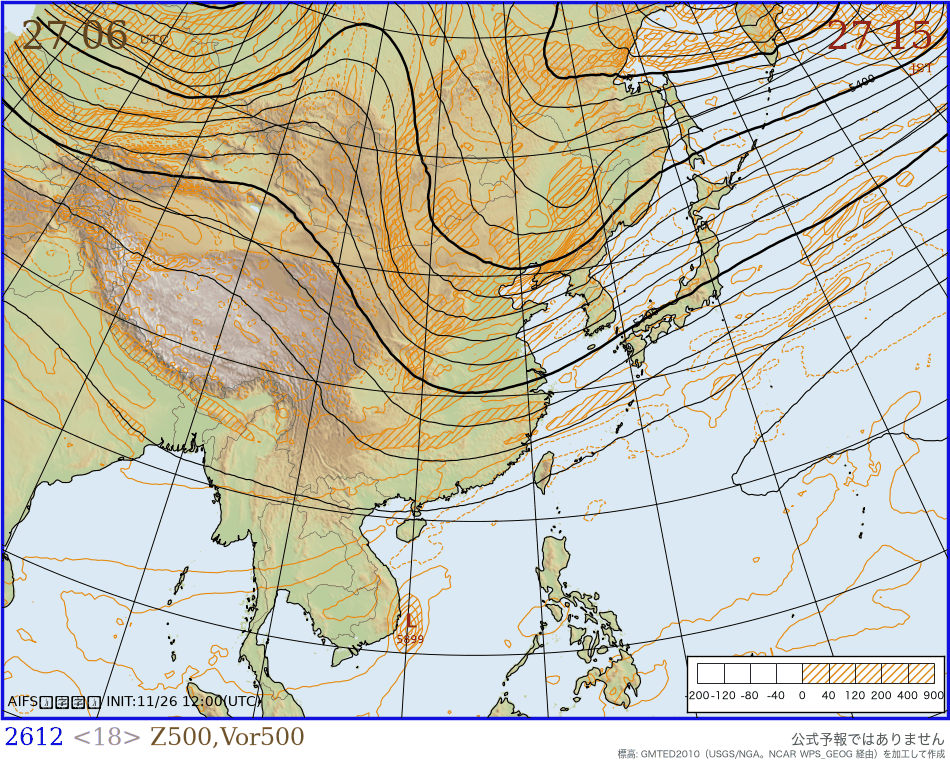 27 06 UTC
27 15 JST
5400
5700
L
5699
-200 -120 -80 -40 0 40 120 200 400 900
AIFS INIT:11/26 12:00(UTC)
2612 <18> Z500,Vor500
公式予報ではありません
標高: GMTED2010（USGS/NGA。NCAR WPS_GEOG 経由）を加工して作成